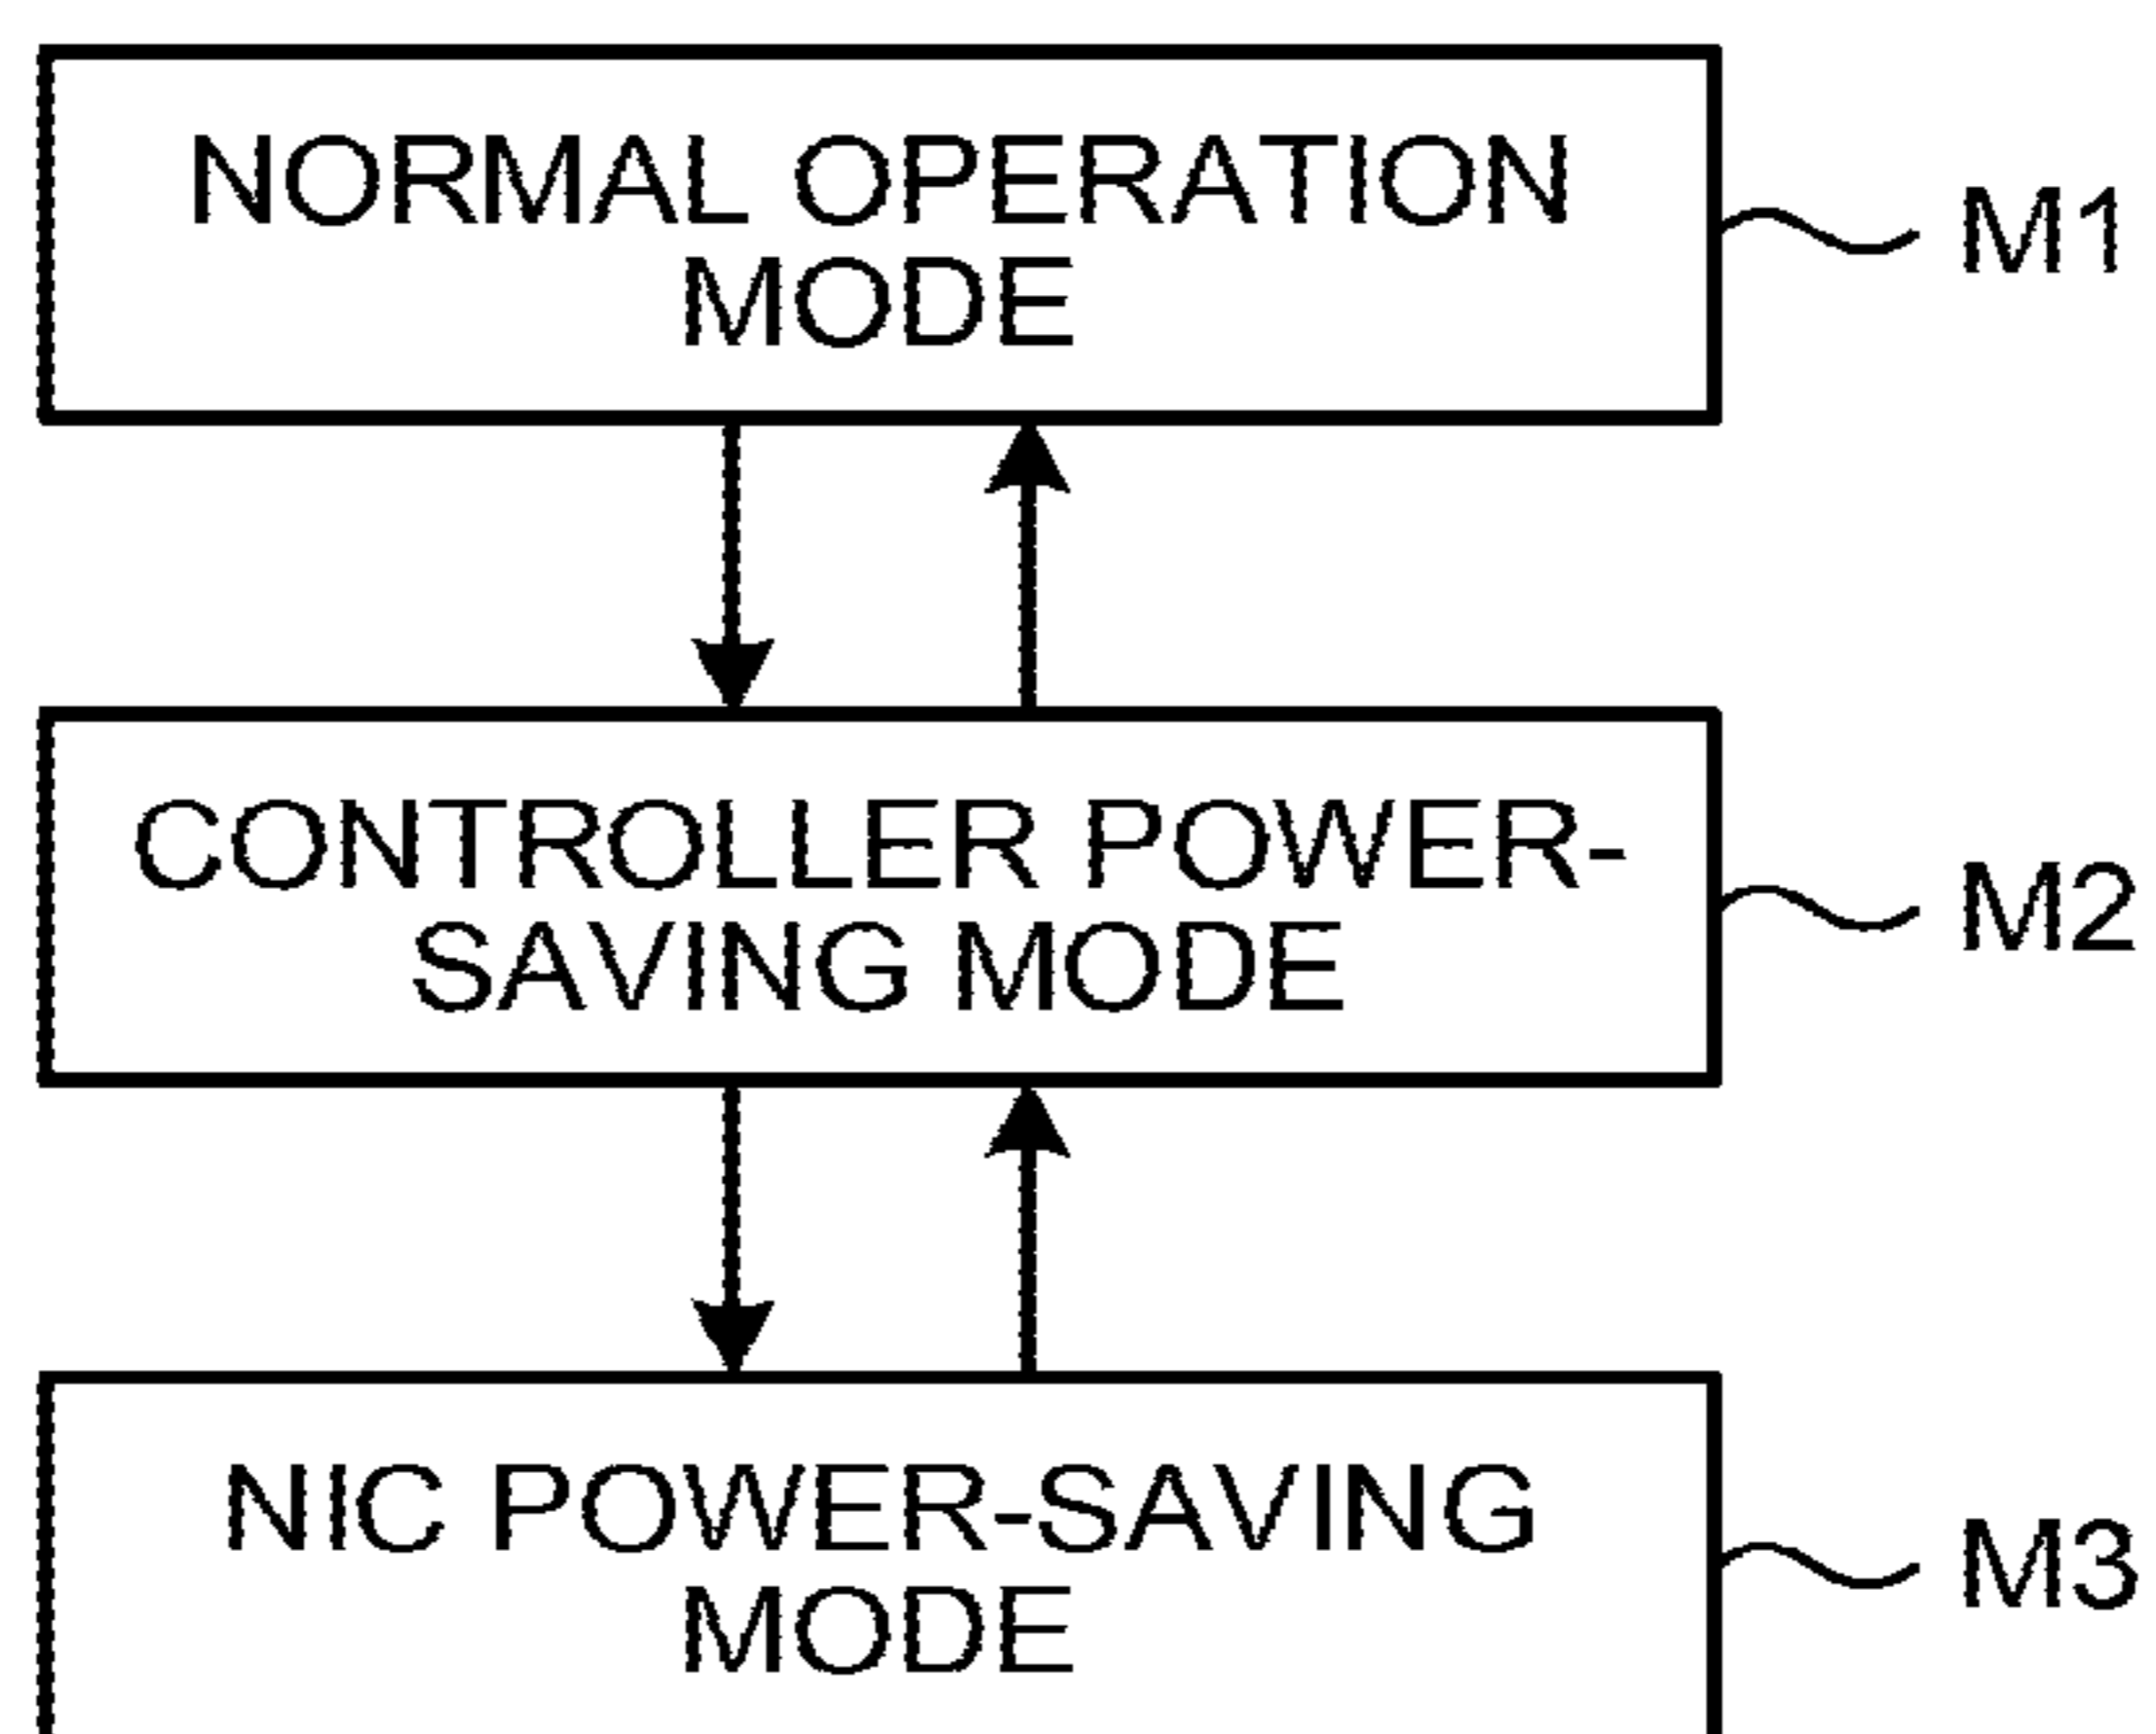 NORMAL OPERATION
MODE
M1
CONTROLLER POWER-
SAVING MODE
M2
NIC POWER-SAVING
MODE
M3